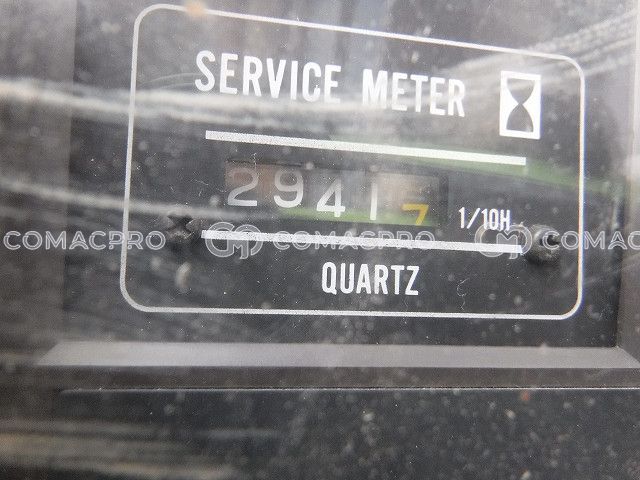 SERVICE METER
29417
1/10H
COMACPRO COMACPRO COMACPRO
QUARTZ